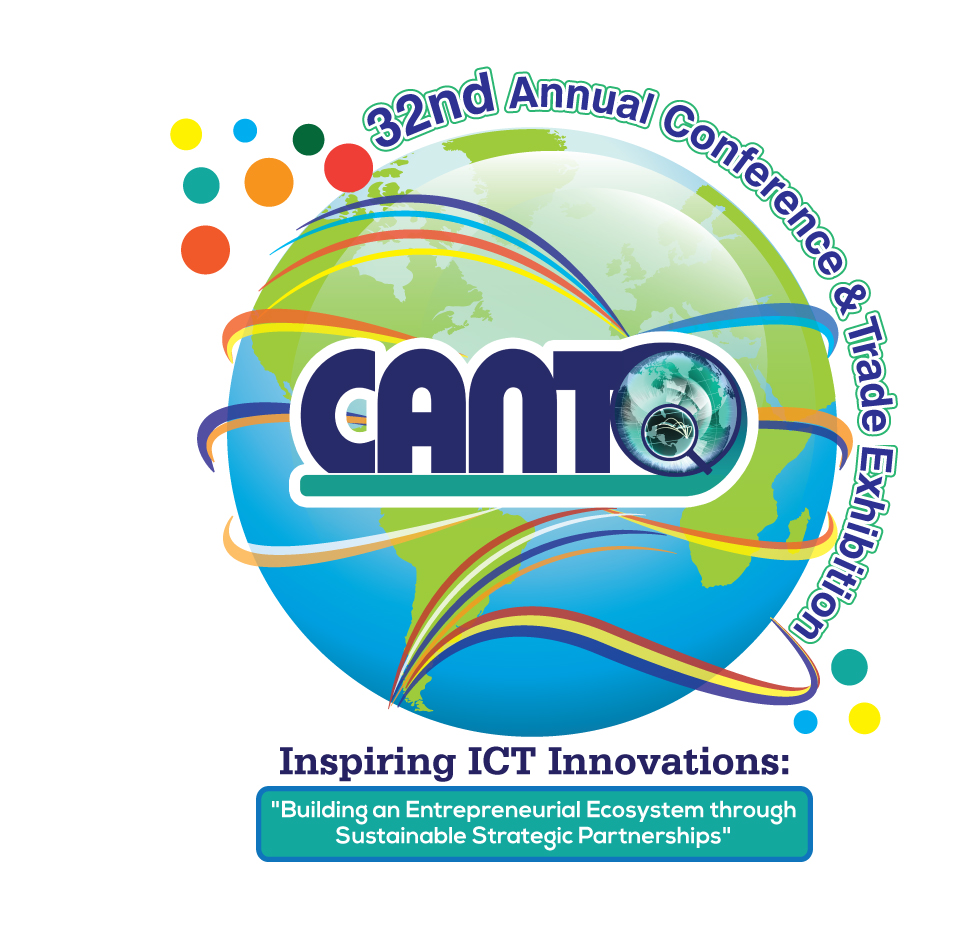 32nd Annual Conference & Trade Exhibition
CANTO
Inspiring ICT Innovations:
"Building an Entrepreneurial Ecosystem through
Sustainable Strategic Partnerships"